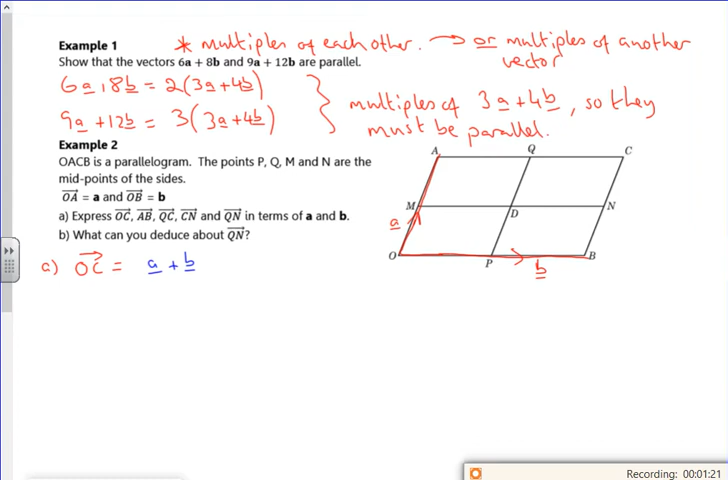 Example 1
* multiples of each other. → or multiples of another vector
Show that the vectors 6a + 8b and 9a + 12b are parallel.
6a + 8b = 2(3a+4b)
9a + 12b = 3(3a+4b)
multiples of 3a+4b, so they
must be parallel.
Example 2
OACB is a parallelogram. The points P, Q, M and N are the
mid-points of the sides.
OA = a and OB = b
a) Express OC, AB, QC, CN and QN in terms of a and b.
b) What can you deduce about QN?
a) OC = a + b
A Q C
M D N
a
O P B
b
Recording: 00:01:21